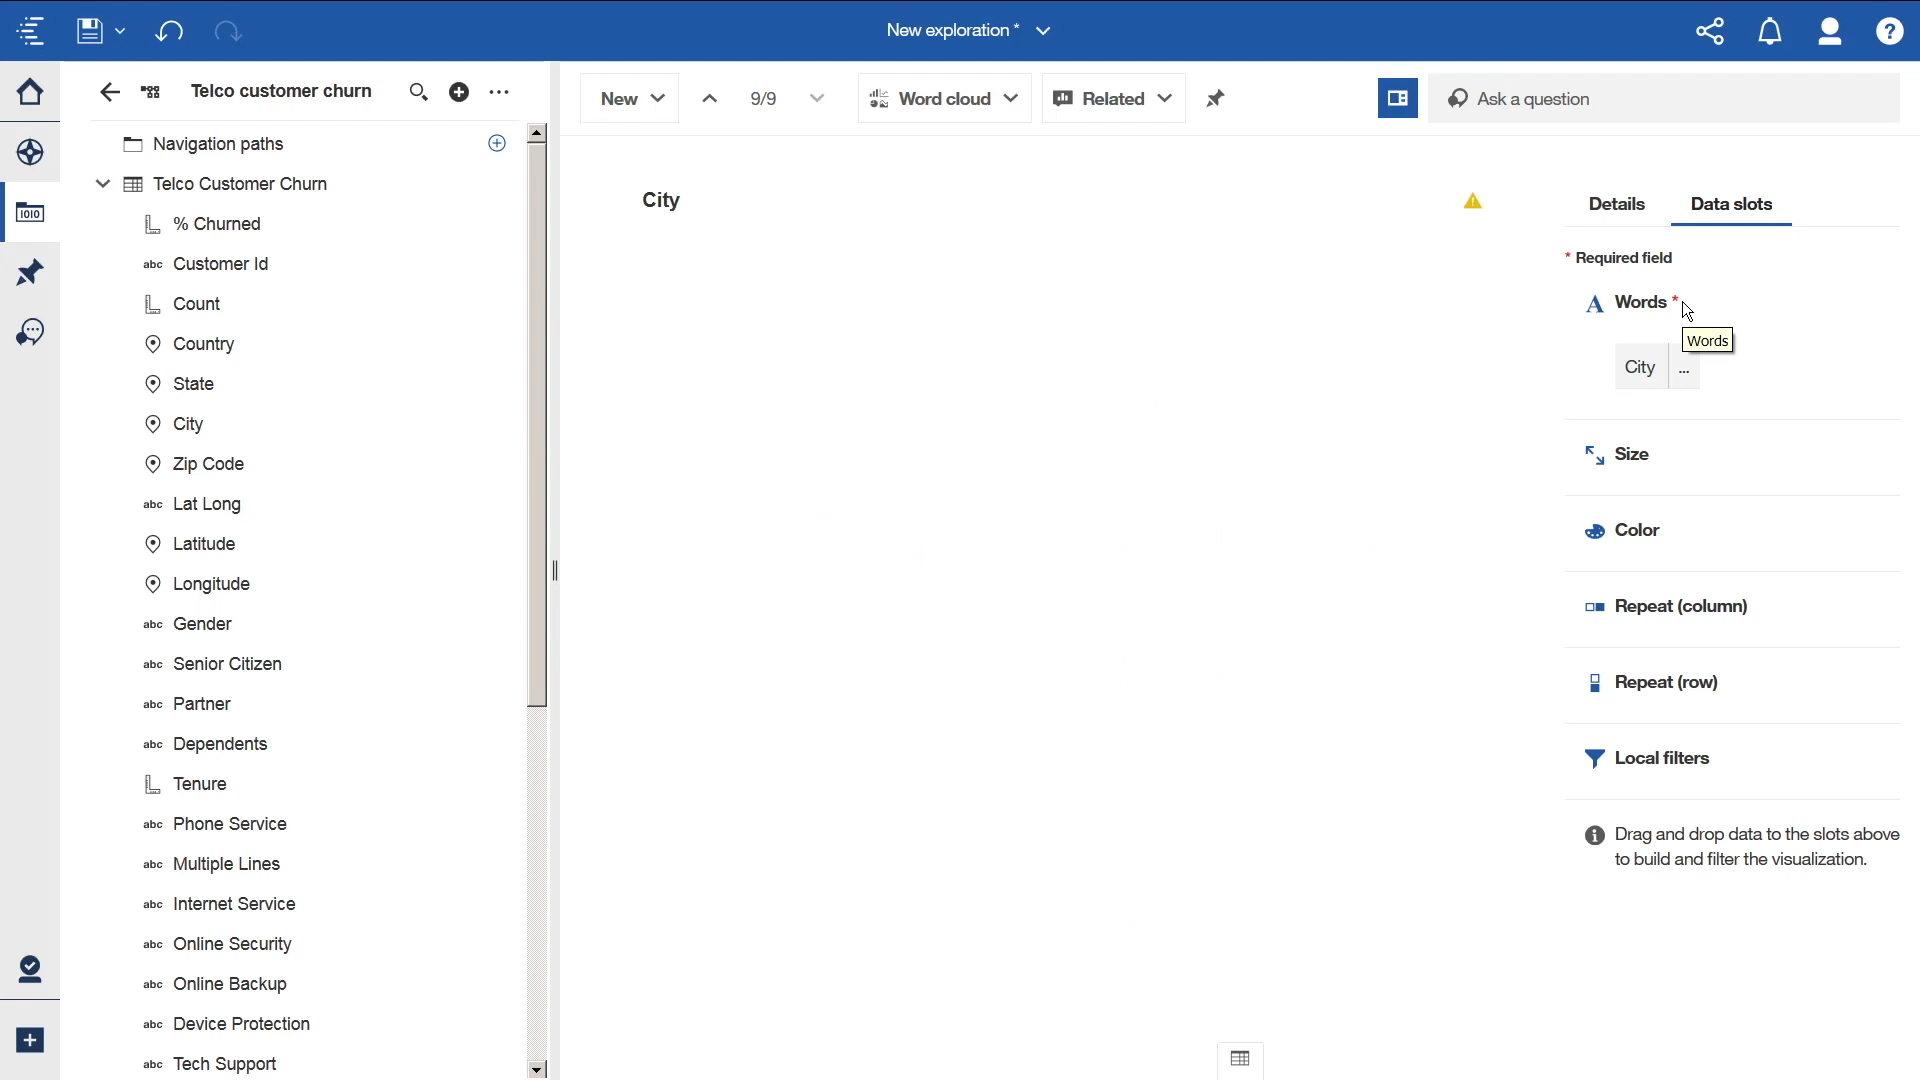 New exploration *
Telco customer churn
New
9/9
Word cloud
Related
Ask a question
Navigation paths
Telco Customer Churn
% Churned
abc Customer Id
Count
Country
State
City
Zip Code
abc Lat Long
Latitude
Longitude
abc Gender
abc Senior Citizen
abc Partner
abc Dependents
Tenure
abc Phone Service
abc Multiple Lines
abc Internet Service
abc Online Security
abc Online Backup
abc Device Protection
abc Tech Support
City
Details
Data slots
* Required field
A Words *
Words
City ...
Size
Color
Repeat (column)
Repeat (row)
Local filters
Drag and drop data to the slots above
to build and filter the visualization.